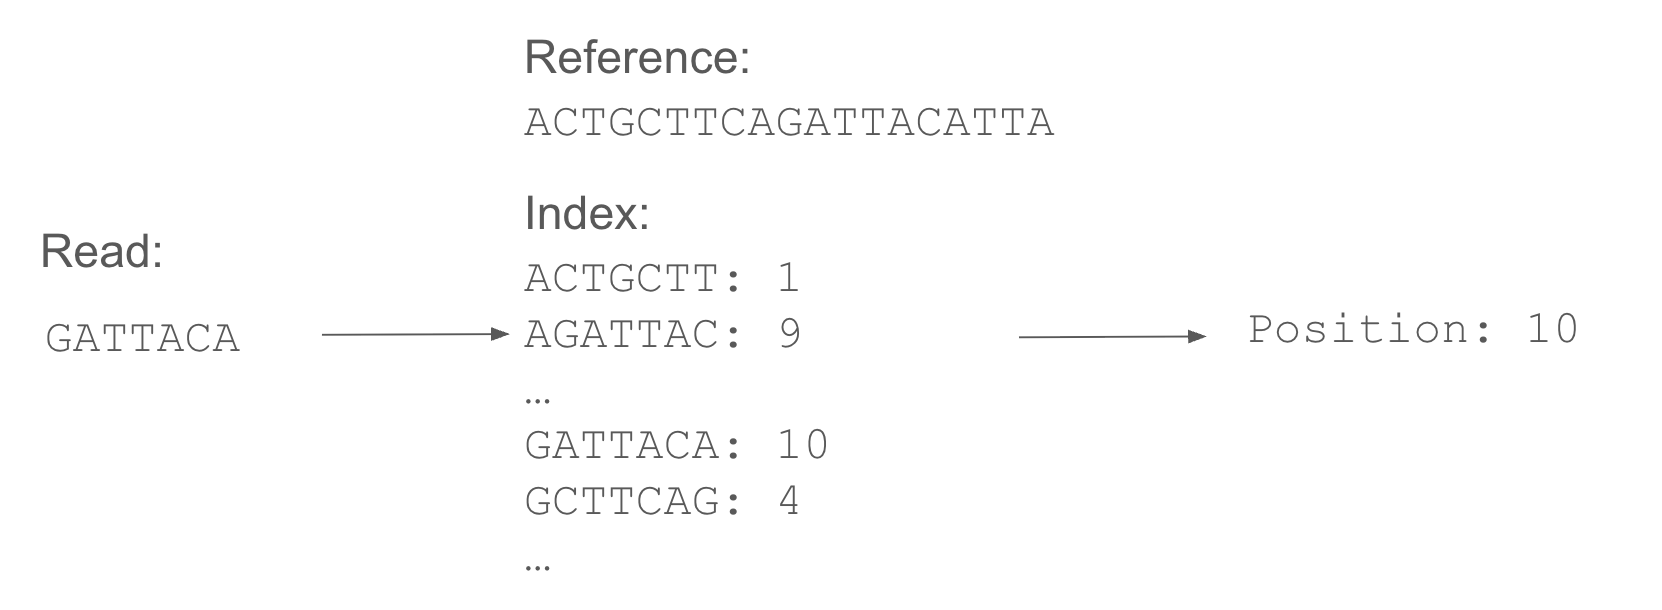 Reference:
ACTGCTTCAGATTACATTA
Index:
Read:
ACTGCTT: 1
GATTACA
AGATTAC: 9
Position: 10
…
GATTACA: 10
GCTTCAG: 4
…